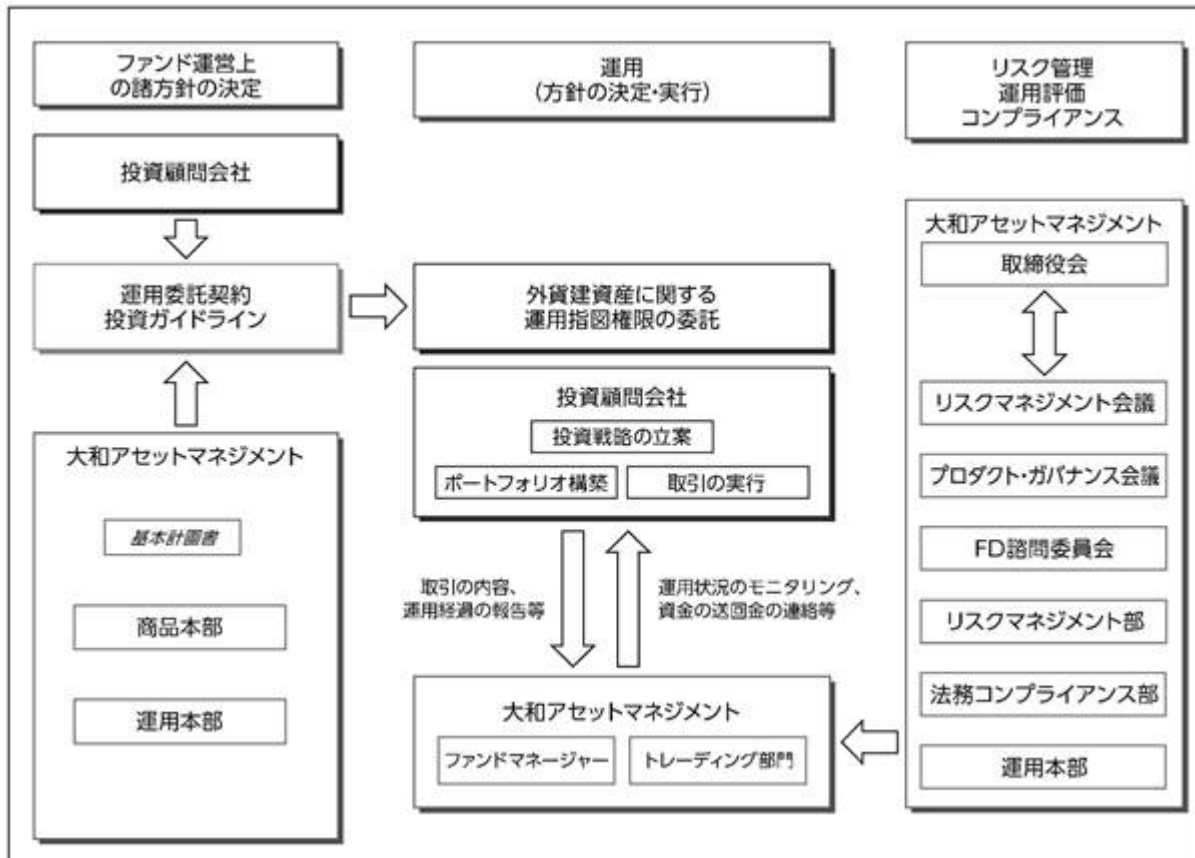 ファンド運営上
の諸方針の決定
運用
(方針の決定・実行)
リスク管理
運用評価
コンプライアンス
投資顧問会社
運用委託契約
投資ガイドライン
大和アセットマネジメント
基本計画書
商品本部
運用本部
外貨建資産に関する
運用指図権限の委託
投資顧問会社
投資戦略の立案
ポートフォリオ構築
取引の実行
取引の内容、
運用経過の報告等
運用状況のモニタリング、
資金の送回金の連絡等
大和アセットマネジメント
ファンドマネージャー
トレーディング部門
大和アセットマネジメント
取締役会
リスクマネジメント会議
プロダクト・ガバナンス会議
FD諮問委員会
リスクマネジメント部
法務コンプライアンス部
運用本部